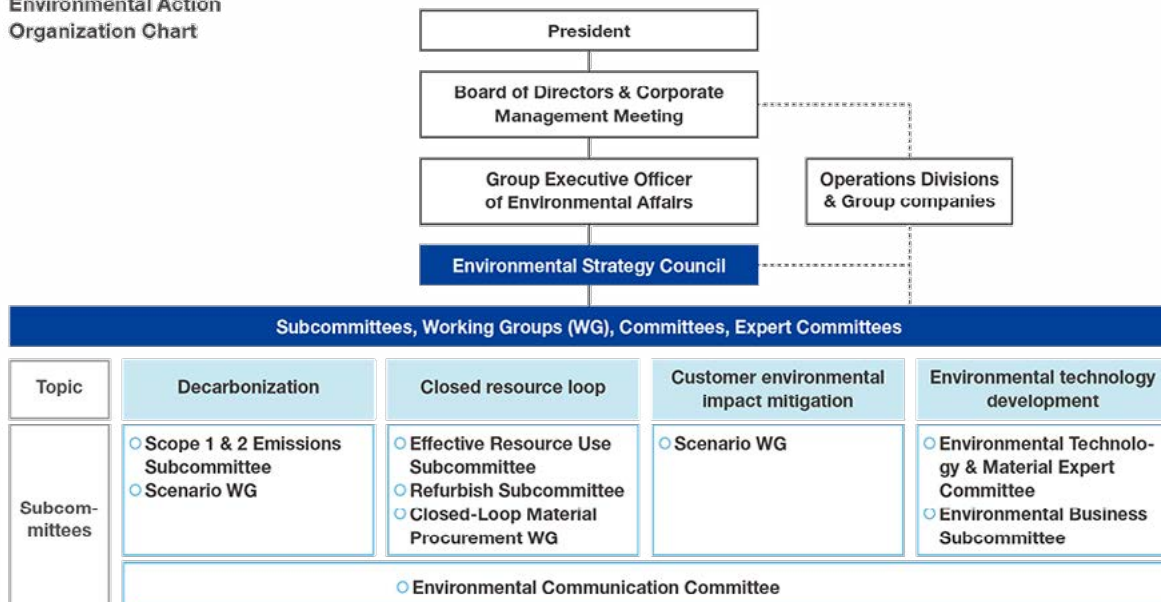 Environmental Action
Organization Chart
President
Board of Directors & Corporate
Management Meeting
Group Executive Officer
of Environmental Affairs
Operations Divisions
& Group companies
Environmental Strategy Council
Subcommittees, Working Groups (WG), Committees, Expert Committees
Topic
Decarbonization
Closed resource loop
Customer environmental
impact mitigation
Environmental technology
development
Subcom-
mittees
Scope 1 & 2 Emissions
Subcommittee
Scenario WG
Effective Resource Use
Subcommittee
Refurbish Subcommittee
Closed-Loop Material
Procurement WG
Scenario WG
Environmental Technolo-
gy & Material Expert
Committee
Environmental Business
Subcommittee
Environmental Communication Committee